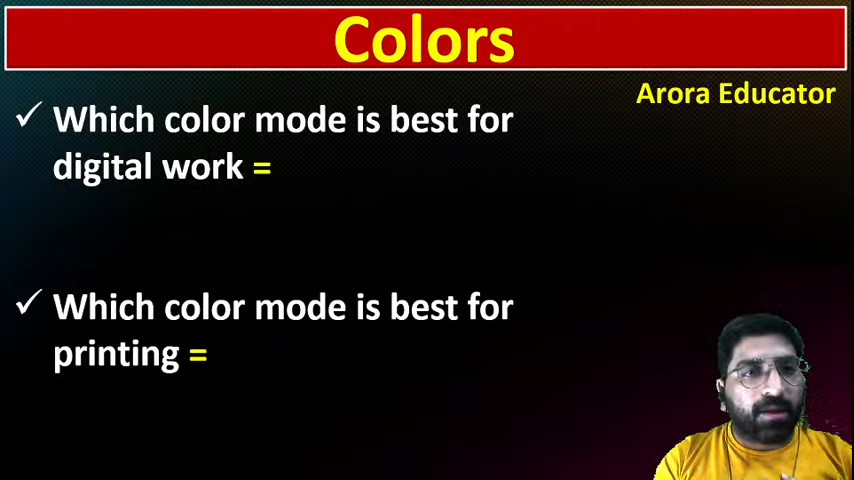 Colors
Arora Educator
✓ Which color mode is best for
digital work =
✓ Which color mode is best for
printing =